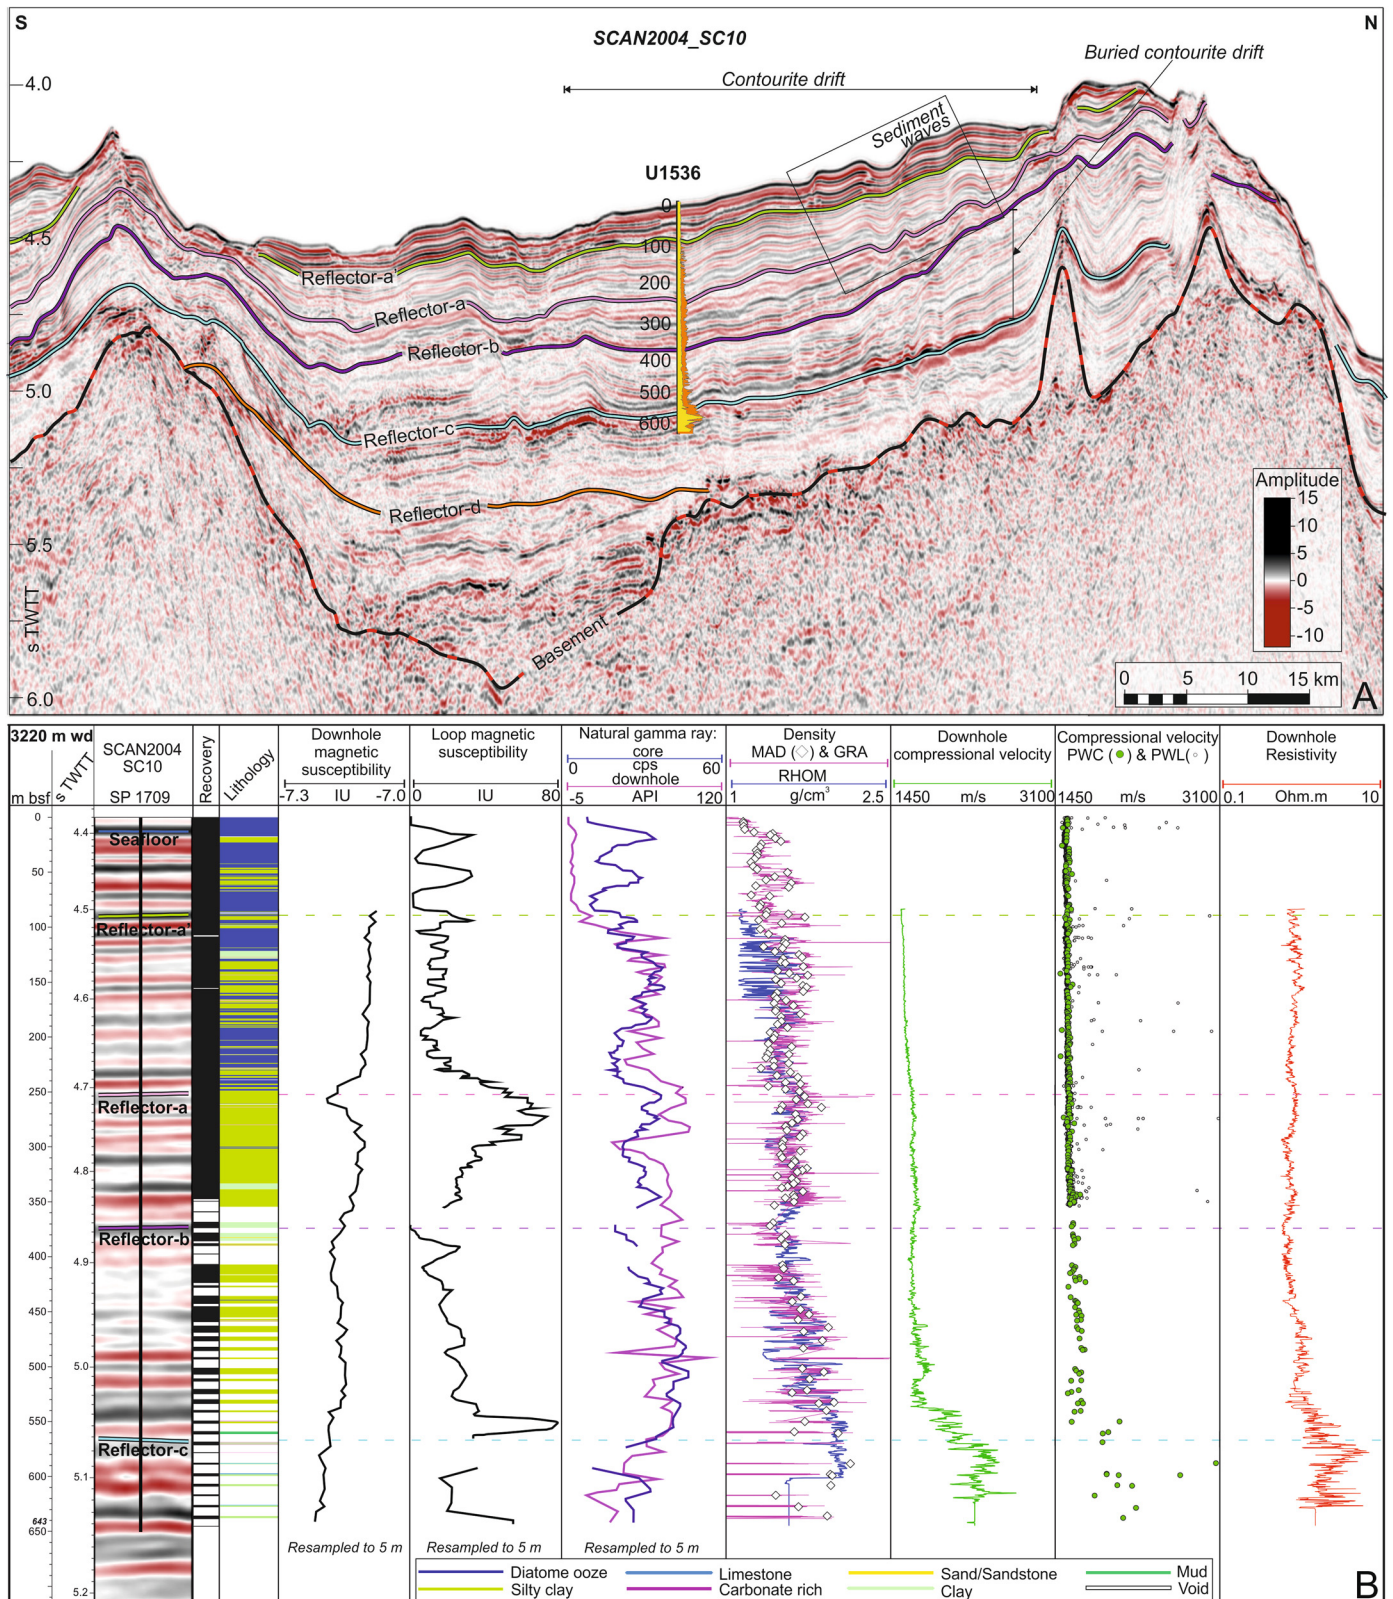 S
SCAN2004_SC10
N
Contourite drift
Buried contourite drift
Sediment
waves
U1536
4.0
4.5
5.0
5.5
6.0
s TWTT
0
100
200
300
400
500
600
Reflector-a'
Reflector-a
Reflector-b
Reflector-c
Reflector-d
Basement
Amplitude
15
10
5
0
-5
-10
0 5 10 15 km
A
3220 m wd
m bsf
s TWTT
SCAN2004
SC10
SP 1709
Recovery
Lithology
Downhole
magnetic
susceptibility
-7.3 IU -7.0
Loop magnetic
susceptibility
0 IU 80
Natural gamma ray:
core
0 cps 60
downhole
-5 API 120
Density
MAD ( ) & GRA
RHOM
1 g/cm³ 2.5
Downhole
compressional velocity
1450 m/s 3100
Compressional velocity
PWC ( ) & PWL( )
1450 m/s 3100
Downhole
Resistivity
0.1 Ohm.m 10
0
50
100
150
200
250
300
350
400
450
500
550
600
643
650
4.4
4.5
4.6
4.7
4.8
4.9
5.0
5.1
5.2
Seafloor
Reflector-a'
Reflector-a
Reflector-b
Reflector-c
Resampled to 5 m
Resampled to 5 m
Resampled to 5 m
Diatome ooze
Limestone
Sand/Sandstone
Mud
Silty clay
Carbonate rich
Clay
Void
B